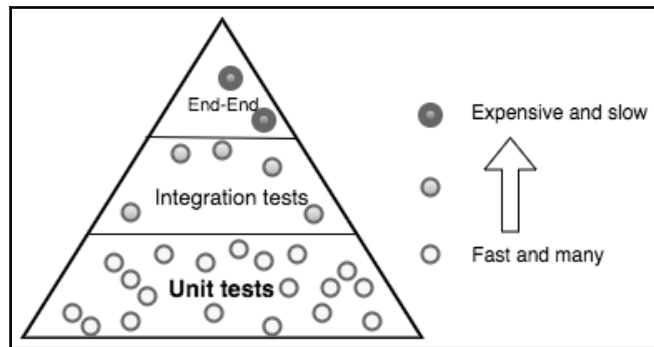 End-End
Expensive and slow
Integration tests
Unit tests
Fast and many